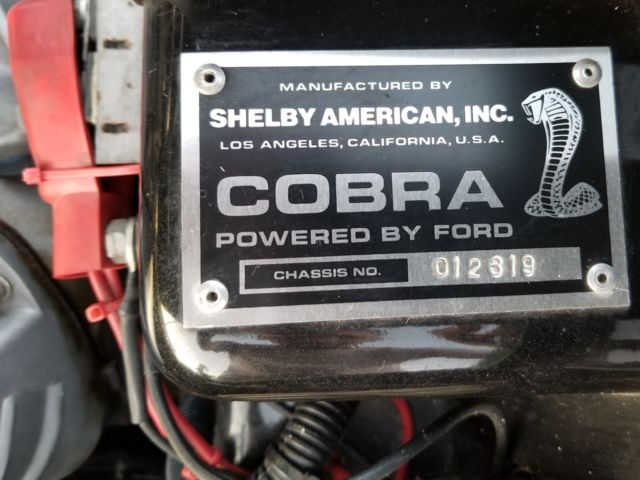 MANUFACTURED BY
SHELBY AMERICAN, INC.
LOS ANGELES, CALIFORNIA, U.S.A.
COBRA
POWERED BY FORD
CHASSIS NO. 012319